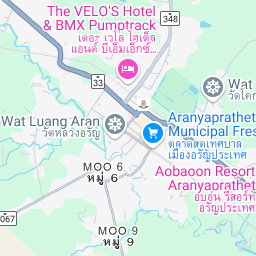 348
The VELO'S Hotel
& BMX Pumptrack
เดอะ เวโล โฮเต็ล
แอนด์ บีเอ็มเอ็กซ์...
33
Wat
วัดโค
Aranyaprathet
Municipal Fres
ตลาดสดเทศบาล
เมืองอรัญประเทศ
Wat Luang Aran
วัดหลวงอรัญ
MOO 6
หมู่ 6
Aobaoon Resort
Aranyaprathet
อบอุ่น รีสอร์ท
อรัญประเทศ
067
MOO 9
หมู่ 9